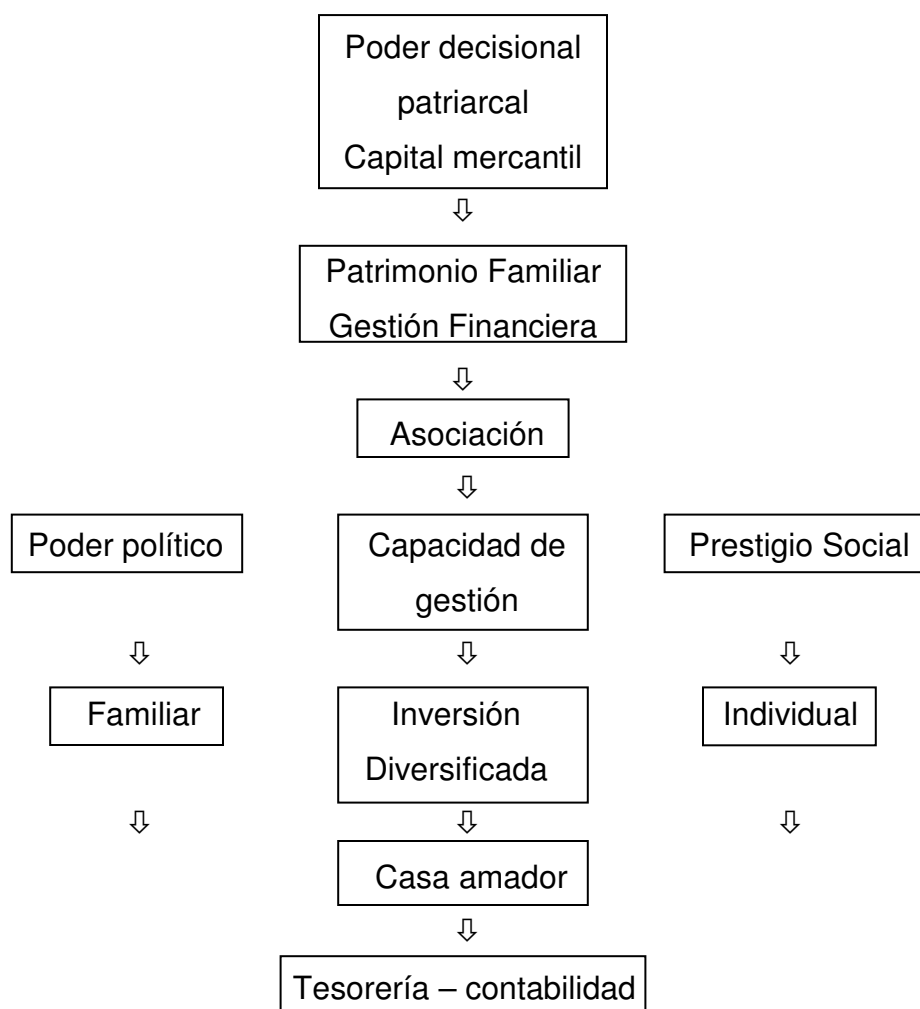 Poder decisional
patriarcal
Capital mercantil
⇩
Patrimonio Familiar
Gestión Financiera
⇩
Asociación
⇩
Poder político
Capacidad de
gestión
Prestigio Social
⇩ ⇩ ⇩
Familiar
Inversión
Diversificada
Individual
⇩ ⇩ ⇩
Casa amador
⇩
Tesorería – contabilidad